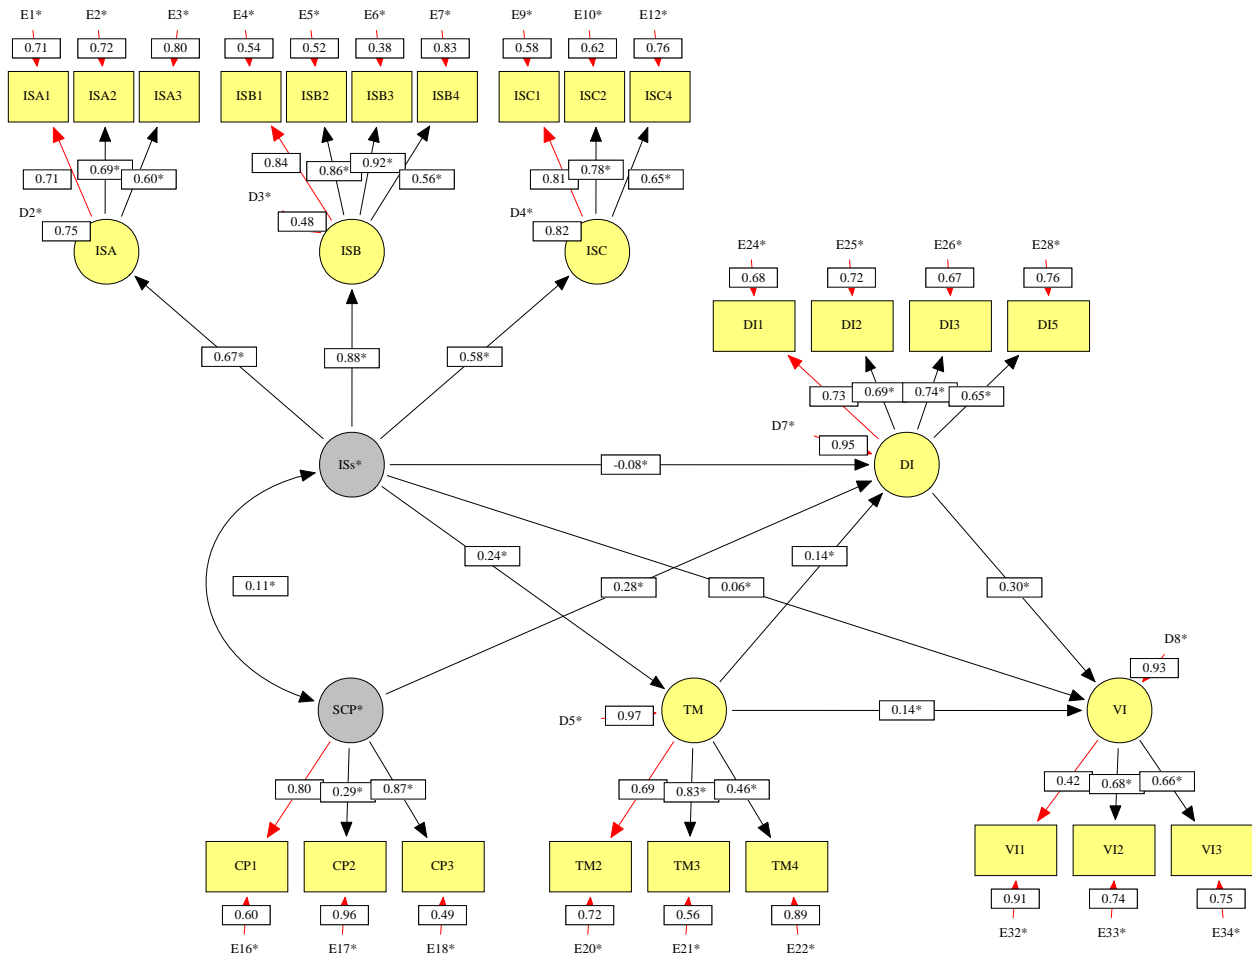 E1* E2* E3* E4* E5* E6* E7* E9* E10* E12*
0.71 0.72 0.80 0.54 0.52 0.38 0.83 0.58 0.62 0.76
ISA1 ISA2 ISA3 ISB1 ISB2 ISB3 ISB4 ISC1 ISC2 ISC4
0.71 0.69* 0.60* 0.84 0.86* 0.92* 0.56* 0.81 0.78* 0.65*
D2* D3* D4*
0.75 0.48 0.82
ISA ISB ISC
E24* E25* E26* E28*
0.68 0.72 0.67 0.76
DI1 DI2 DI3 DI5
0.67* 0.88* 0.58*
0.73 0.69* 0.74* 0.65*
D7*
0.95
ISs* -0.08* DI
0.24* 0.14*
0.11* 0.28* 0.06* 0.30*
D8*
0.93
SCP* D5* 0.97 TM 0.14* VI
0.80 0.29* 0.87* 0.69 0.83* 0.46* 0.42 0.68* 0.66*
CP1 CP2 CP3 TM2 TM3 TM4 VI1 VI2 VI3
0.60 0.96 0.49 0.72 0.56 0.89 0.91 0.74 0.75
E16* E17* E18* E20* E21* E22* E32* E33* E34*